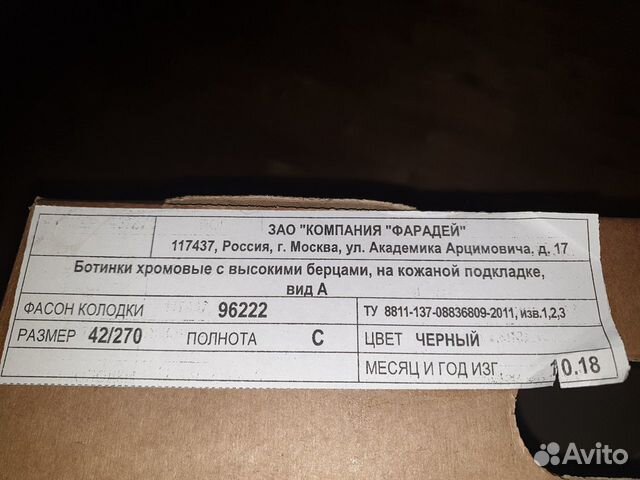 ЗАО "КОМПАНИЯ "ФАРАДЕЙ"
117437, Россия, г. Москва, ул. Академика Арцимовича, д. 17
Ботинки хромовые с высокими берцами, на кожаной подкладке,
вид А
ФАСОН КОЛОДКИ 96222 ТУ 8811-137-08836809-2011, изв.1,2,3
РАЗМЕР 42/270 ПОЛНОТА С ЦВЕТ ЧЕРНЫЙ
МЕСЯЦ И ГОД ИЗГ. 10.18
Avito